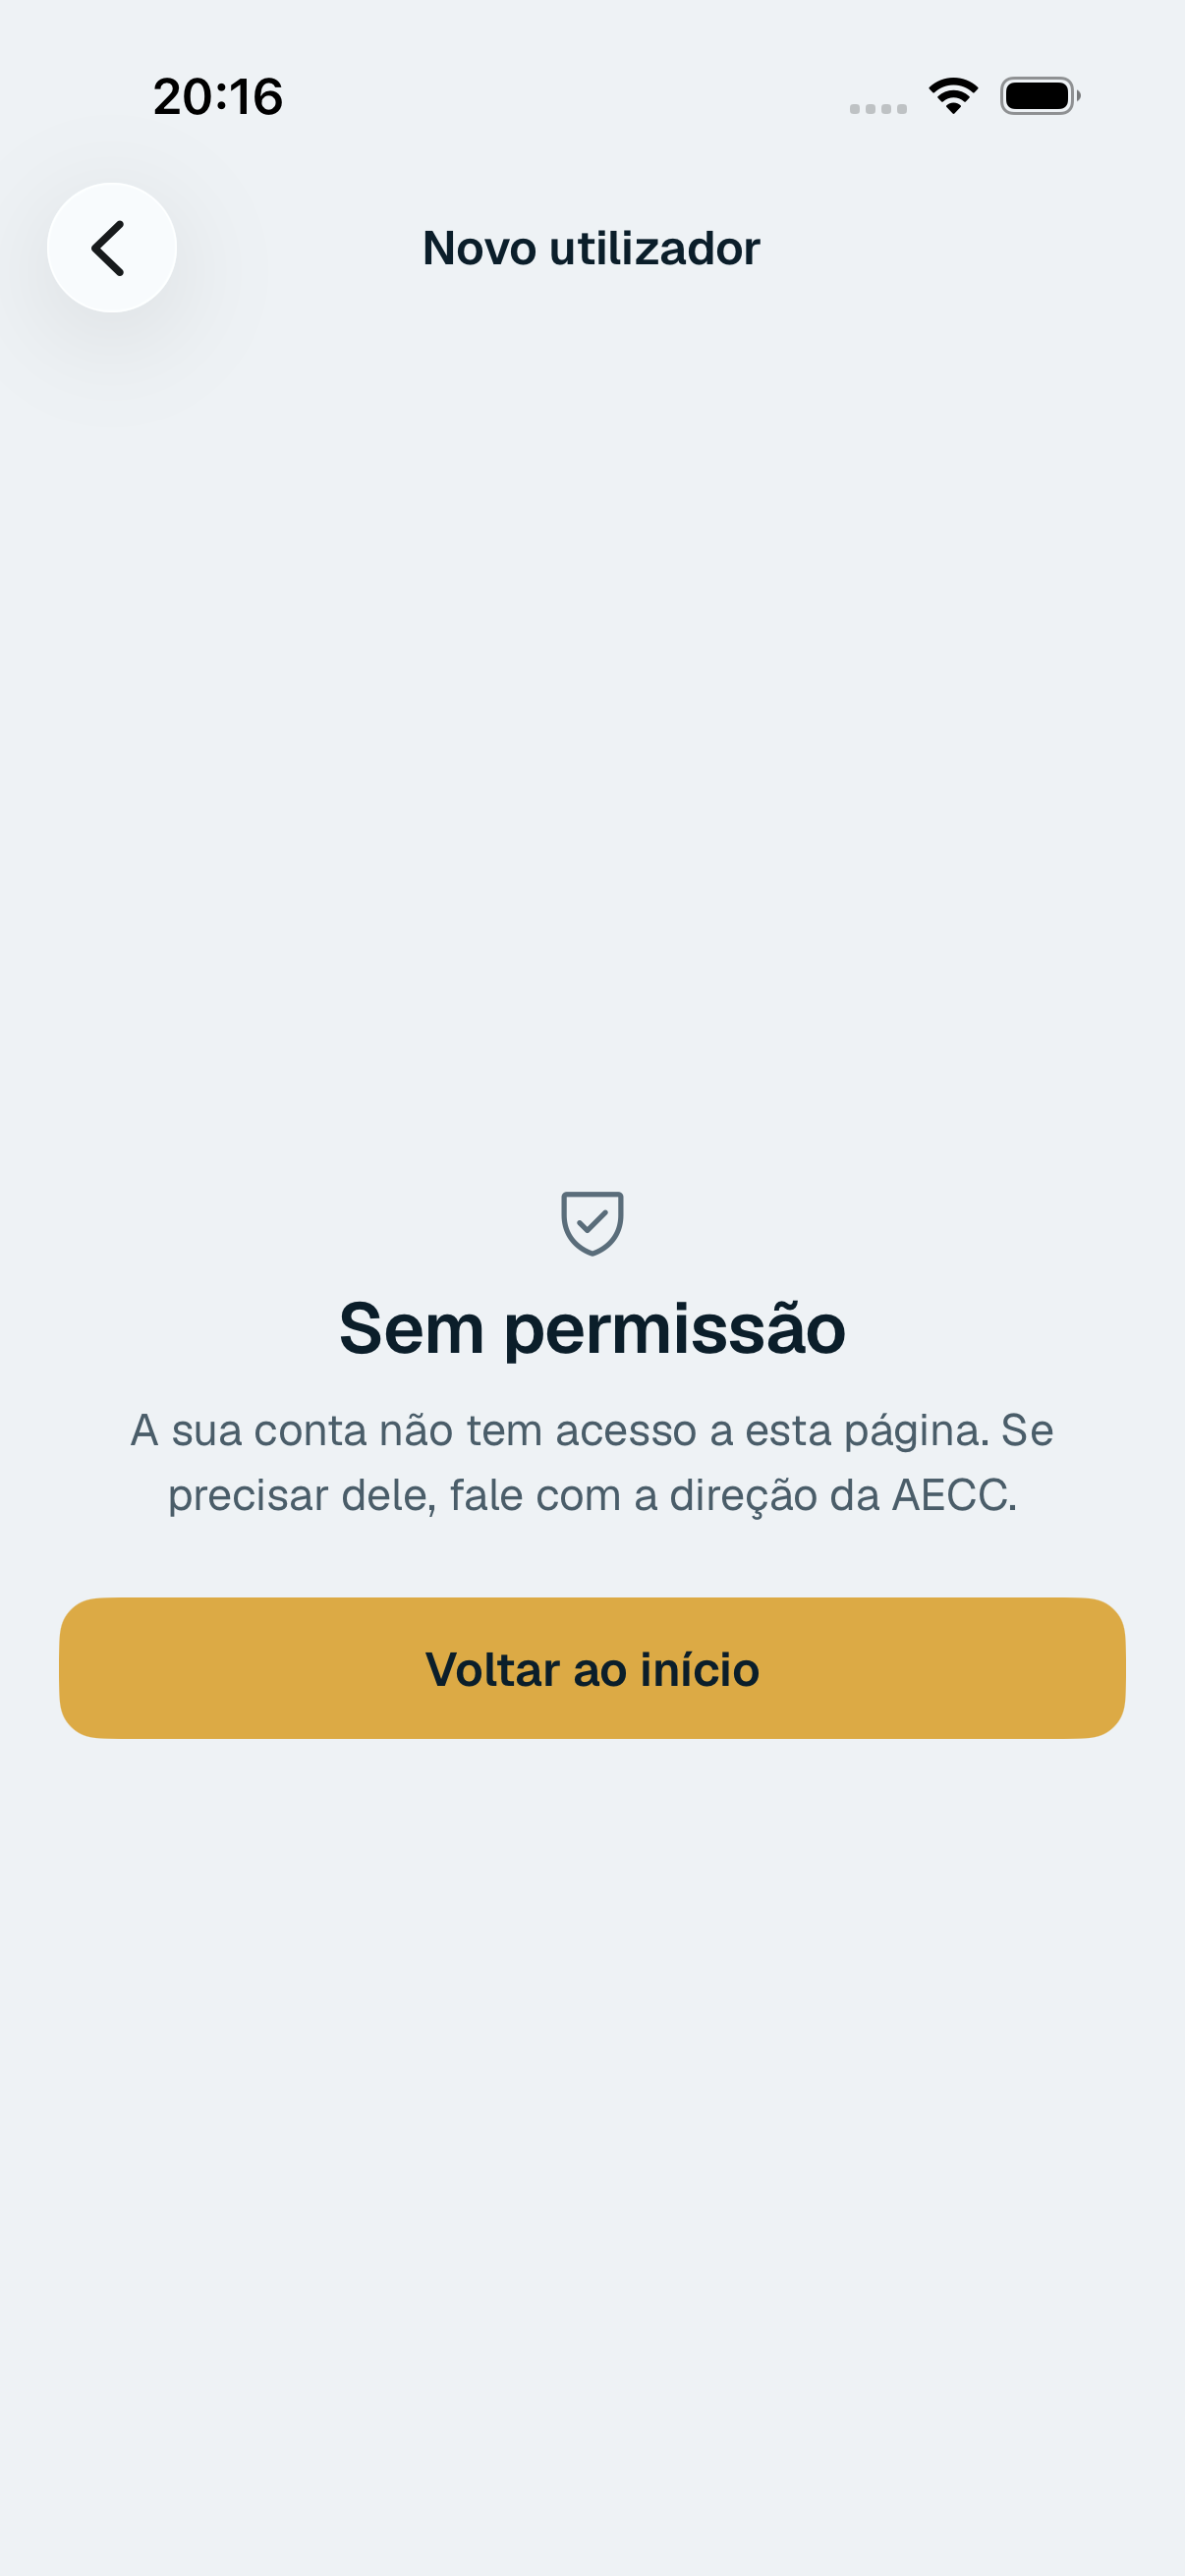 20:16
Novo utilizador
Sem permissão
A sua conta não tem acesso a esta página. Se
precisar dele, fale com a direção da AECC.
Voltar ao início